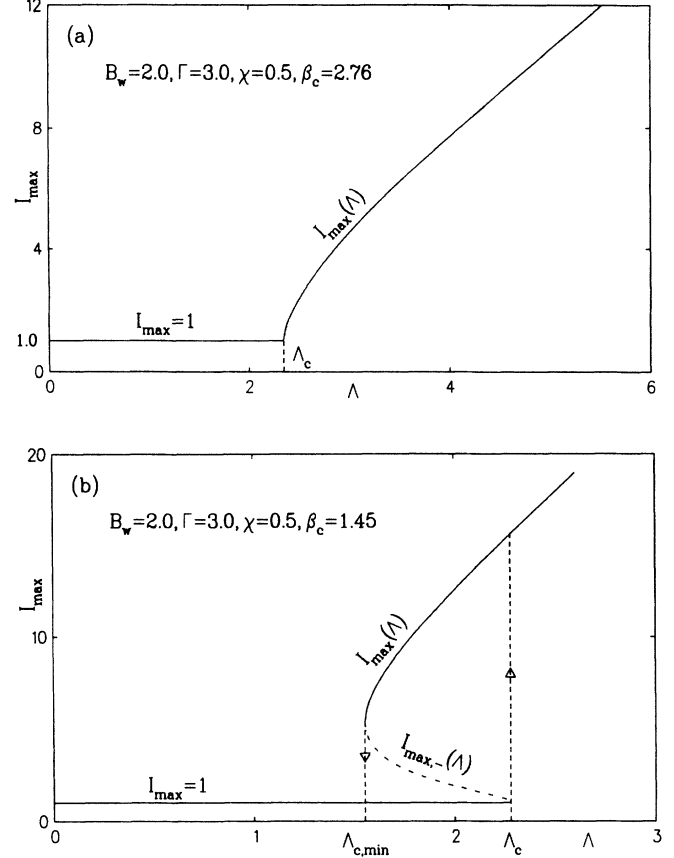 12
(a)
B_w=2.0, Γ=3.0, χ=0.5, β_c=2.76
8
I_max
I_max(Λ)
4
I_max=1
1.0
Λ_c
0
0 2 4 6
Λ
20
(b)
B_w=2.0, Γ=3.0, χ=0.5, β_c=1.45
I_max
I_max(Λ)
10
I_max,-(Λ)
I_max=1
0
0 1 2 3
Λ_c,min Λ_c Λ